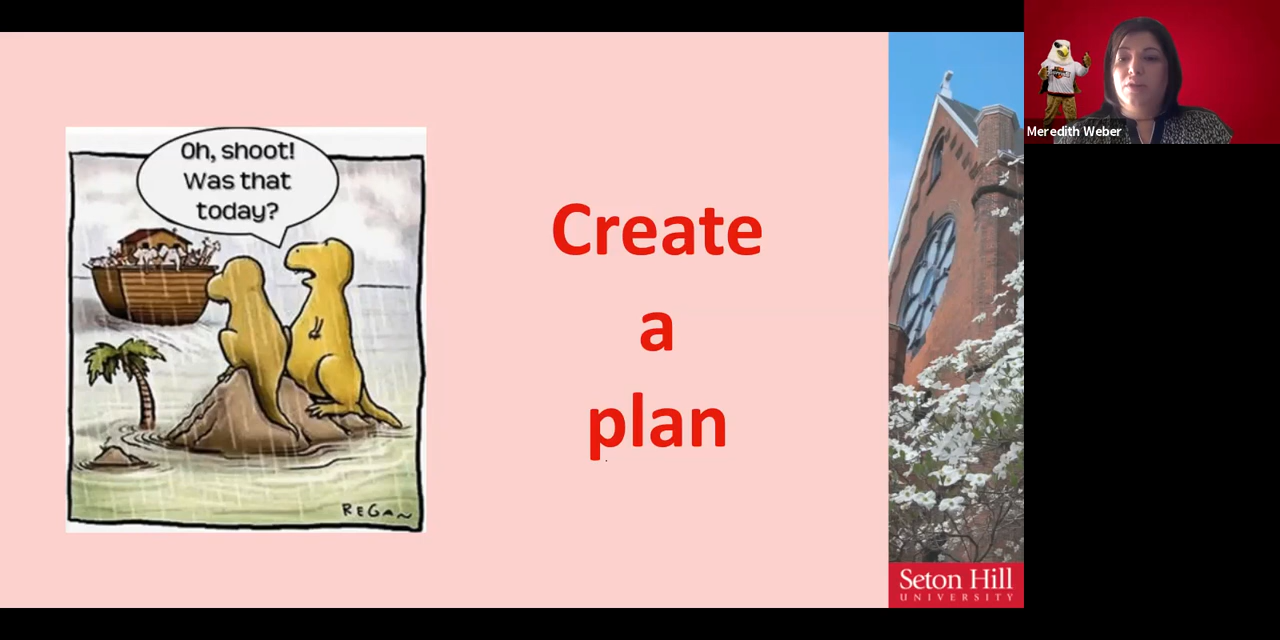 Oh, shoot!
Was that
today?
REGAN
Create
a
plan
Seton Hill
UNIVERSITY
Meredith Weber